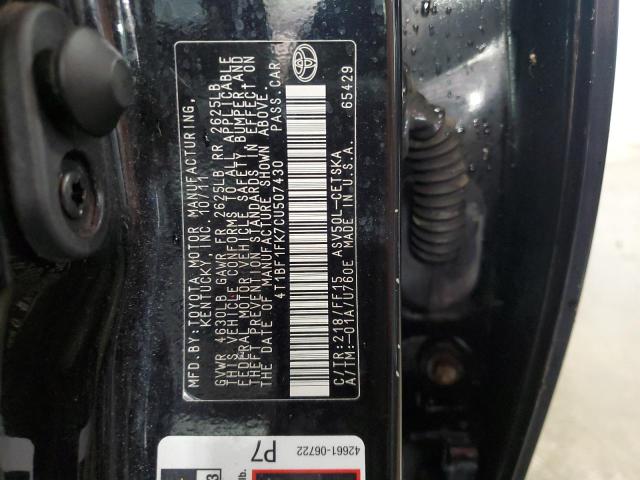 MFD.BY:TOYOTA MOTOR MANUFACTURING,
KENTUCKY, INC. 10/11
GVWR 4630LB GAWR FR 2625LB RR 2625LB
THIS VEHICLE CONFORMS TO ALL APPLICABLE
FEDERAL MOTOR VEHICLE SAFETY, BUMPER, AND
THEFT PREVENTION STANDARDS IN EFFECT ON
THE DATE OF MANUFACTURE SHOWN ABOVE.
4T1BF1FK7CU507430 PASS.CAR
C/TR:218/FF15 ASV50L-CETSKA
A/TM:-01A/U760E MADE IN U.S.A. 65429
42661-06722
P7
3
lb.